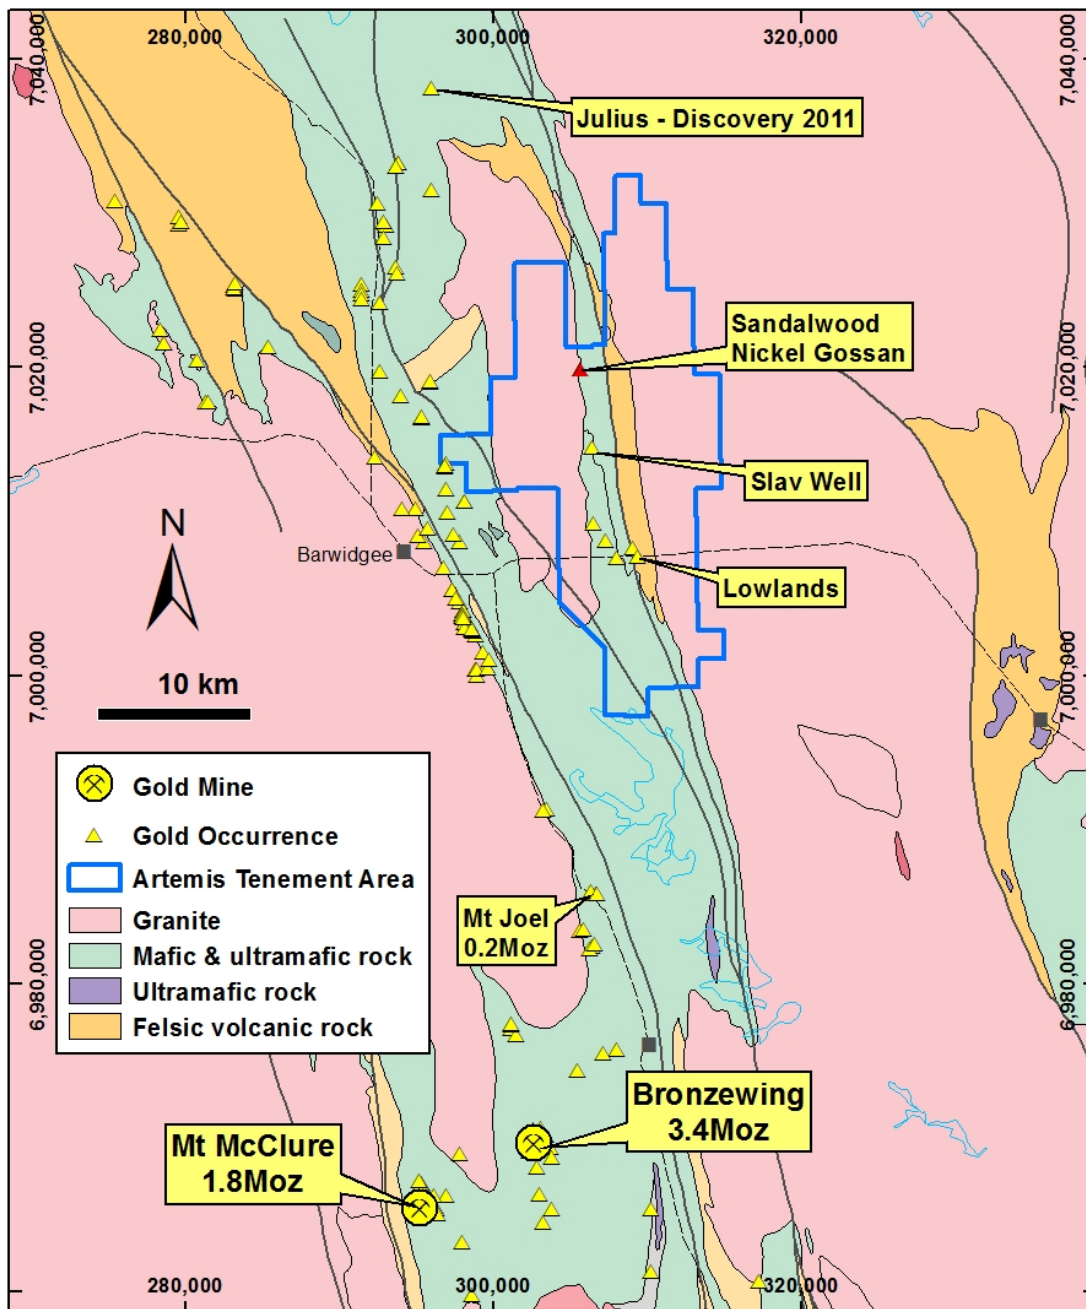 280,000
300,000
320,000
7,040,000
7,040,000
Julius - Discovery 2011
Sandalwood
Nickel Gossan
7,020,000
7,020,000
Slav Well
N
Barwidgee
Lowlands
7,000,000
7,000,000
10 km
Gold Mine
Gold Occurrence
Artemis Tenement Area
Granite
Mafic & ultramafic rock
Ultramafic rock
Felsic volcanic rock
Mt Joel
0.2Moz
6,980,000
6,980,000
Bronzewing
3.4Moz
Mt McClure
1.8Moz
280,000
300,000
320,000